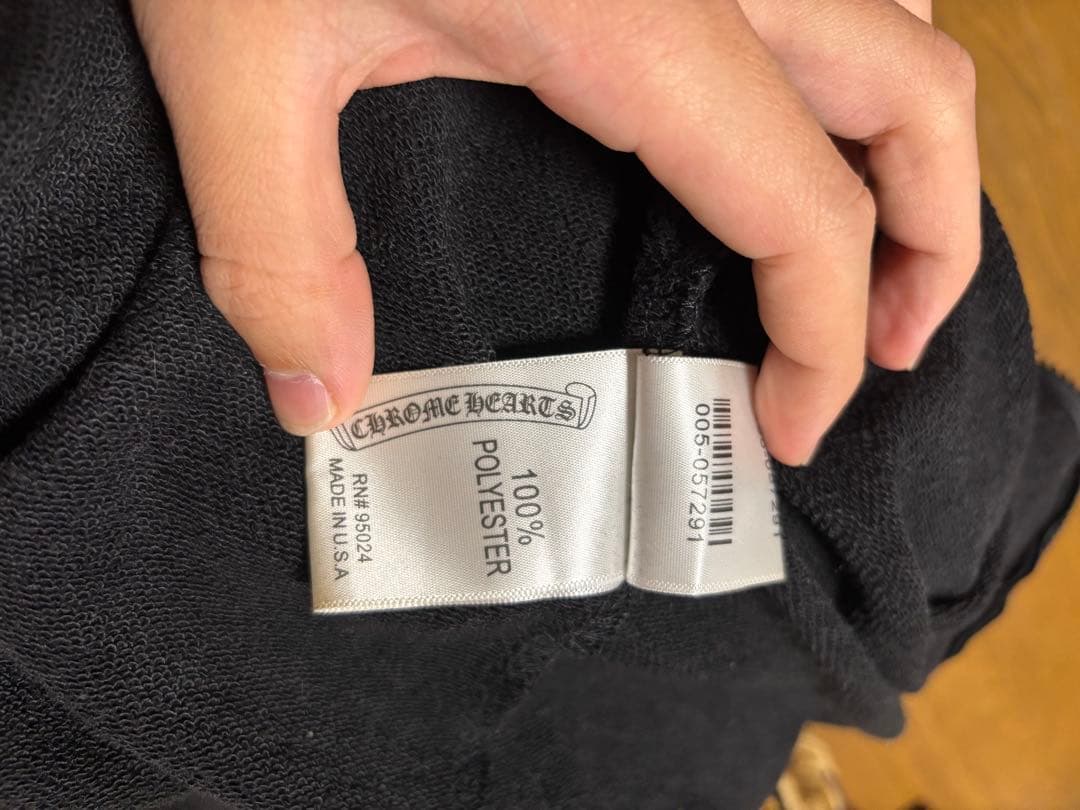 CHROME HEARTS
100%
POLYESTER
RN# 95024
MADE IN U.S.A
005-057291